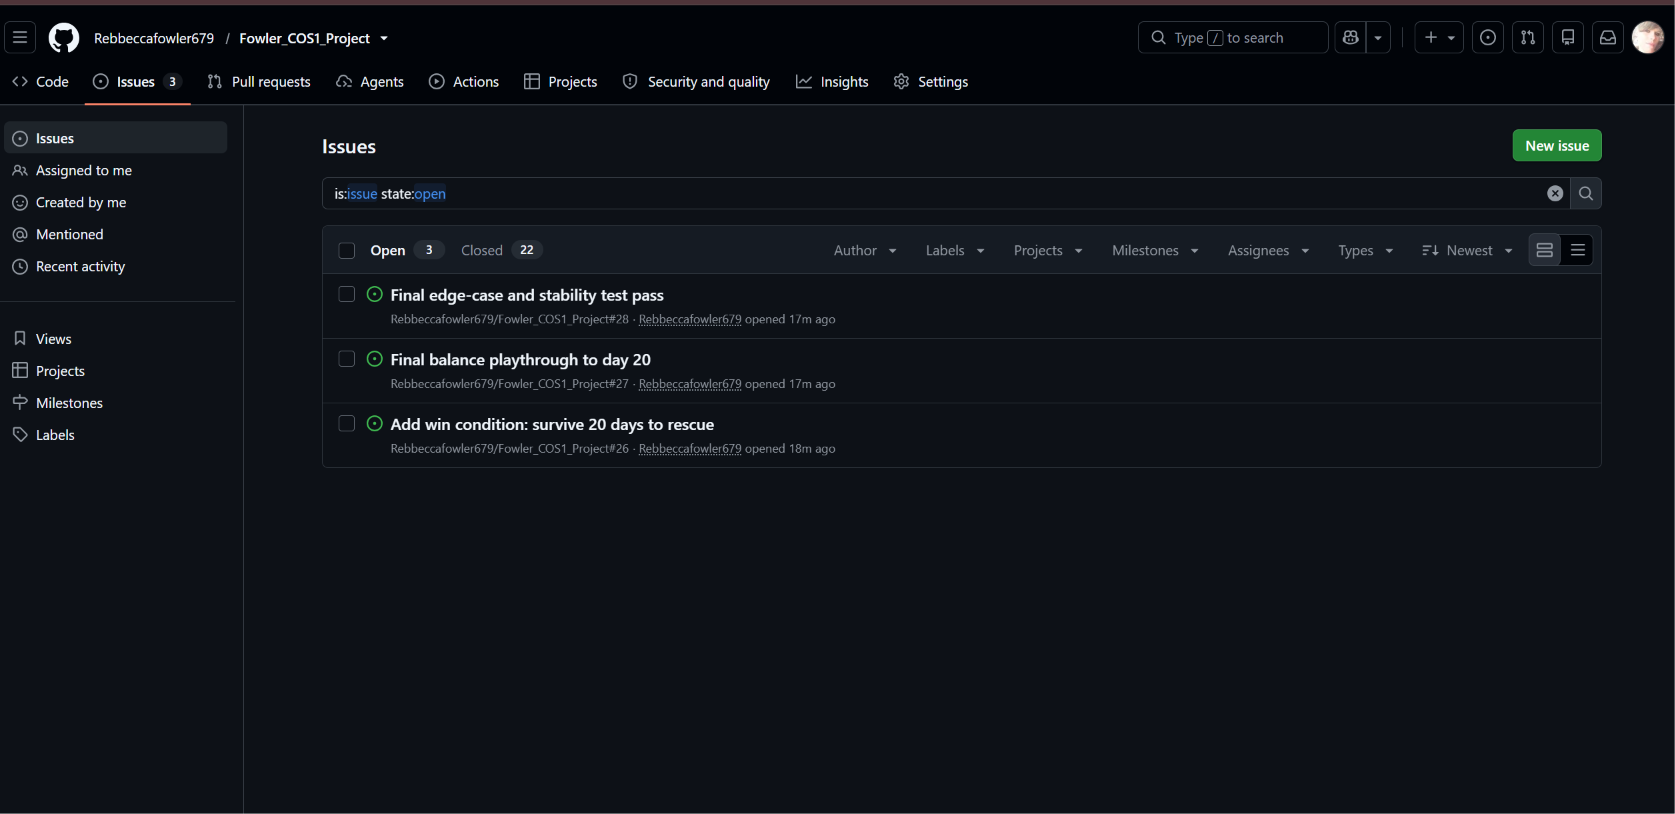 Rebbeccafowler679 / Fowler_COS1_Project
Type / to search
Code
Issues 3
Pull requests
Agents
Actions
Projects
Security and quality
Insights
Settings
Issues
Assigned to me
Created by me
Mentioned
Recent activity
Views
Projects
Milestones
Labels
Issues
New issue
is:issue state:open
Open 3 Closed 22 Author Labels Projects Milestones Assignees Types Newest
Final edge-case and stability test pass
Rebbeccafowler679/Fowler_COS1_Project#28 · Rebbeccafowler679 opened 17m ago
Final balance playthrough to day 20
Rebbeccafowler679/Fowler_COS1_Project#27 · Rebbeccafowler679 opened 17m ago
Add win condition: survive 20 days to rescue
Rebbeccafowler679/Fowler_COS1_Project#26 · Rebbeccafowler679 opened 18m ago